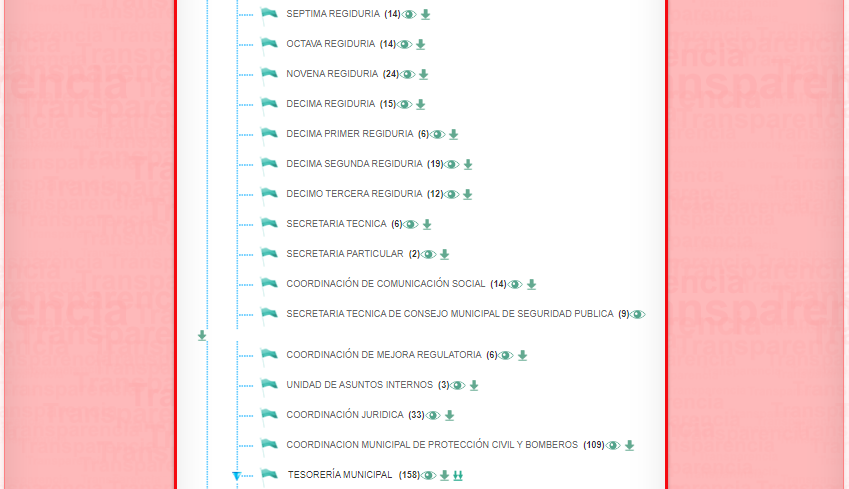 SEPTIMA REGIDURIA (14)
OCTAVA REGIDURIA (14)
NOVENA REGIDURIA (24)
DECIMA REGIDURIA (15)
DECIMA PRIMER REGIDURIA (6)
DECIMA SEGUNDA REGIDURIA (19)
DECIMO TERCERA REGIDURIA (12)
SECRETARIA TECNICA (6)
SECRETARIA PARTICULAR (2)
COORDINACIÓN DE COMUNICACIÓN SOCIAL (14)
SECRETARIA TECNICA DE CONSEJO MUNICIPAL DE SEGURIDAD PUBLICA (9)
COORDINACIÓN DE MEJORA REGULATORIA (6)
UNIDAD DE ASUNTOS INTERNOS (3)
COORDINACIÓN JURIDICA (33)
COORDINACION MUNICIPAL DE PROTECCIÓN CIVIL Y BOMBEROS (109)
TESORERÍA MUNICIPAL (158)